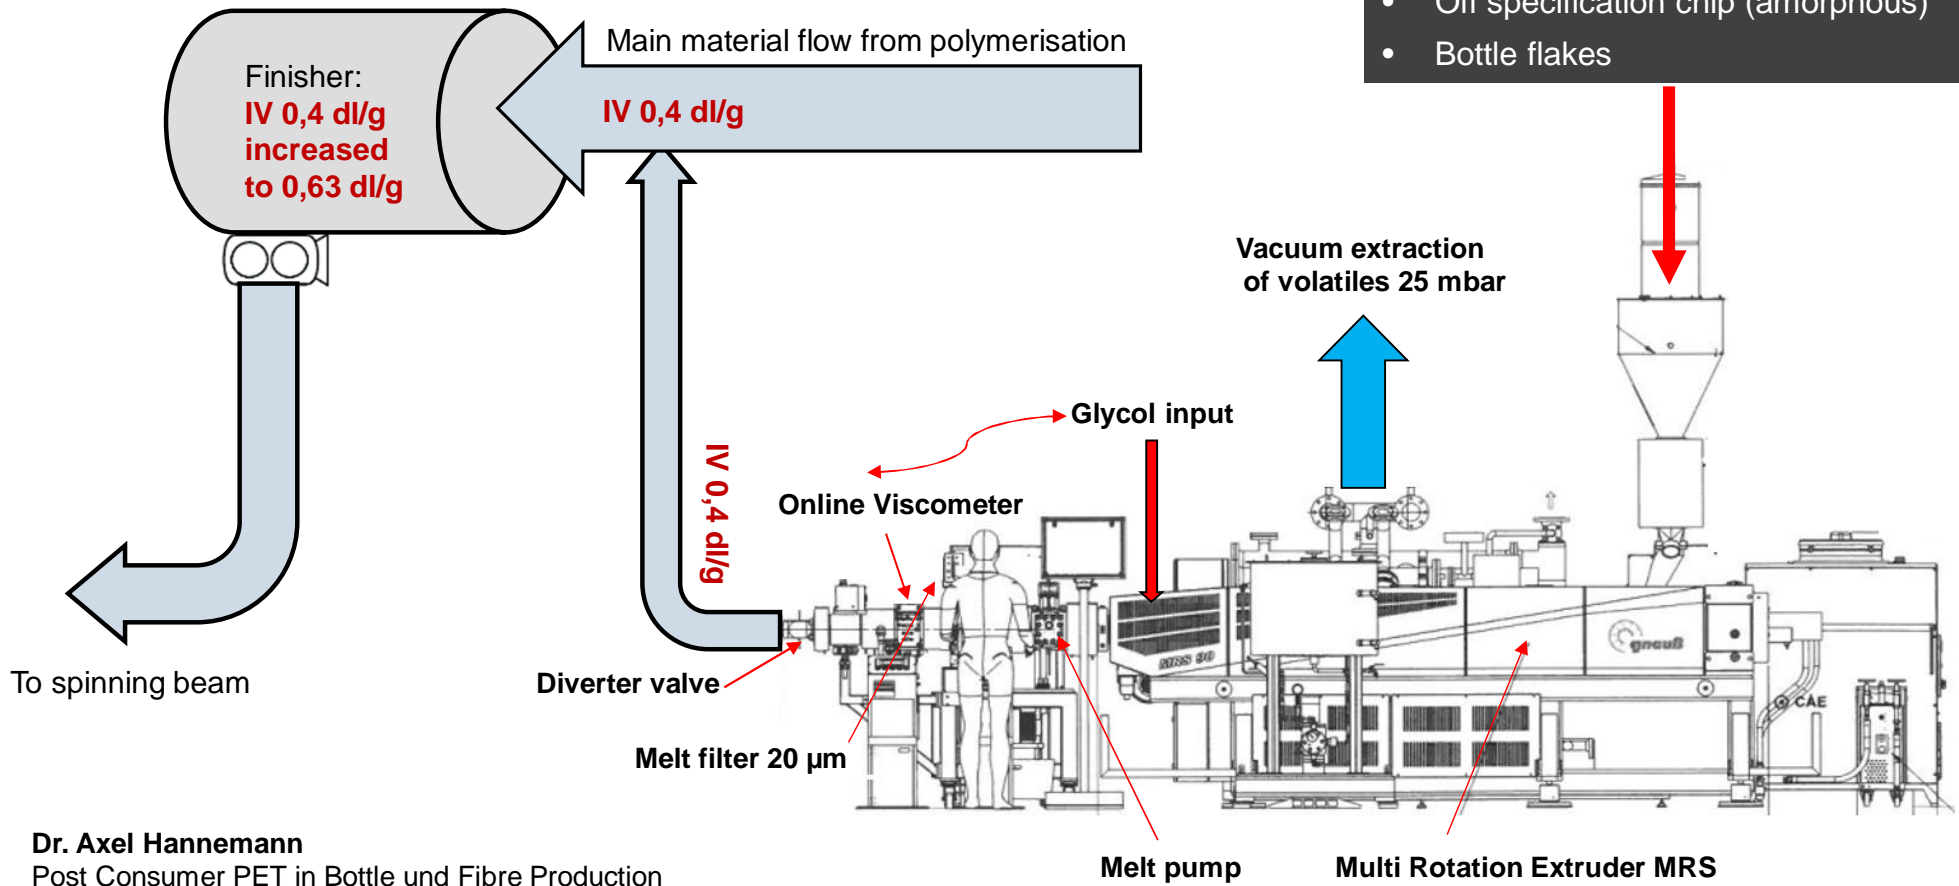 Off specification chip (amorphous)
• Bottle flakes
Main material flow from polymerisation
Finisher:
IV 0,4 dl/g
increased
to 0,63 dl/g
IV 0,4 dl/g
Vacuum extraction
of volatiles 25 mbar
Glycol input
IV 0,4 dl/g
Online Viscometer
MRS 90
gneuß
CAE
To spinning beam
Diverter valve
Melt filter 20 µm
Dr. Axel Hannemann
Post Consumer PET in Bottle und Fibre Production
Melt pump
Multi Rotation Extruder MRS